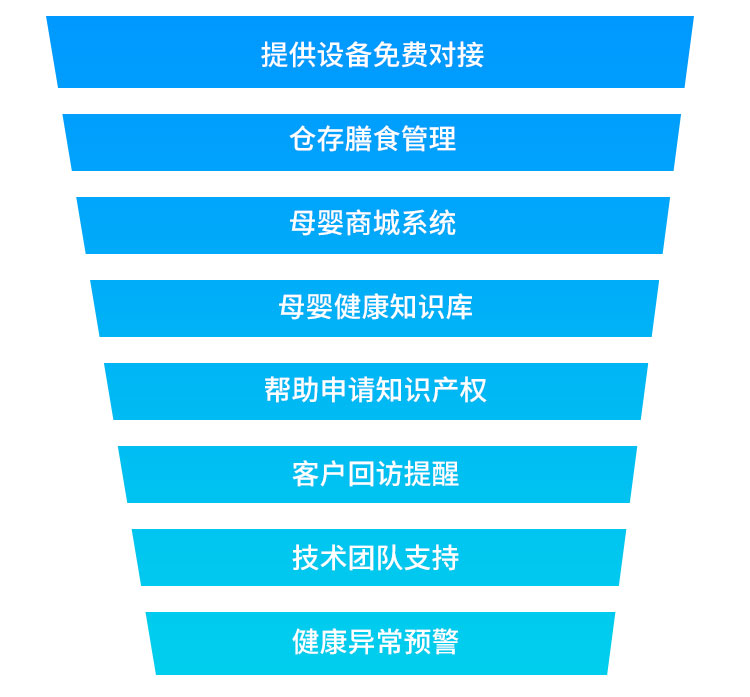 提供设备免费对接
仓存膳食管理
母婴商城系统
母婴健康知识库
帮助申请知识产权
客户回访提醒
技术团队支持
健康异常预警